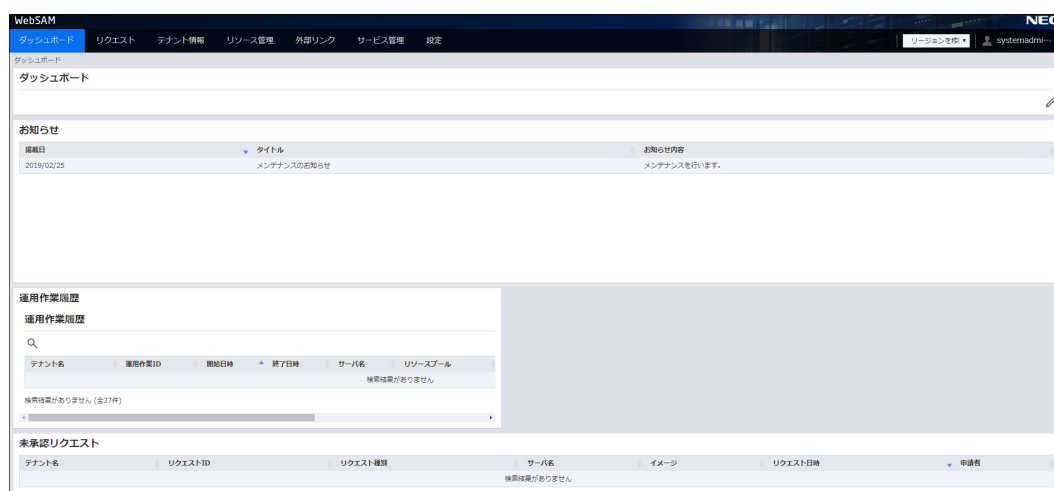 WebSAM
NEC
ダッシュボード リクエスト テナント情報 リソース管理 外部リンク サービス管理 設定 systemadmi…
ダッシュボード
ダッシュボード
お知らせ
掲載日 タイトル お知らせ内容
2019/02/25 メンテナンスのお知らせ メンテナンスを行います。
運用作業履歴
運用作業履歴
テナント名 運用作業ID 開始日時 終了日時 サーバ名 リソースプール
検索結果がありません
検索結果がありません (全37件)
未承認リクエスト
テナント名 リクエストID リクエスト種別 サーバ名 イメージ リクエスト日時 申請者
検索結果がありません